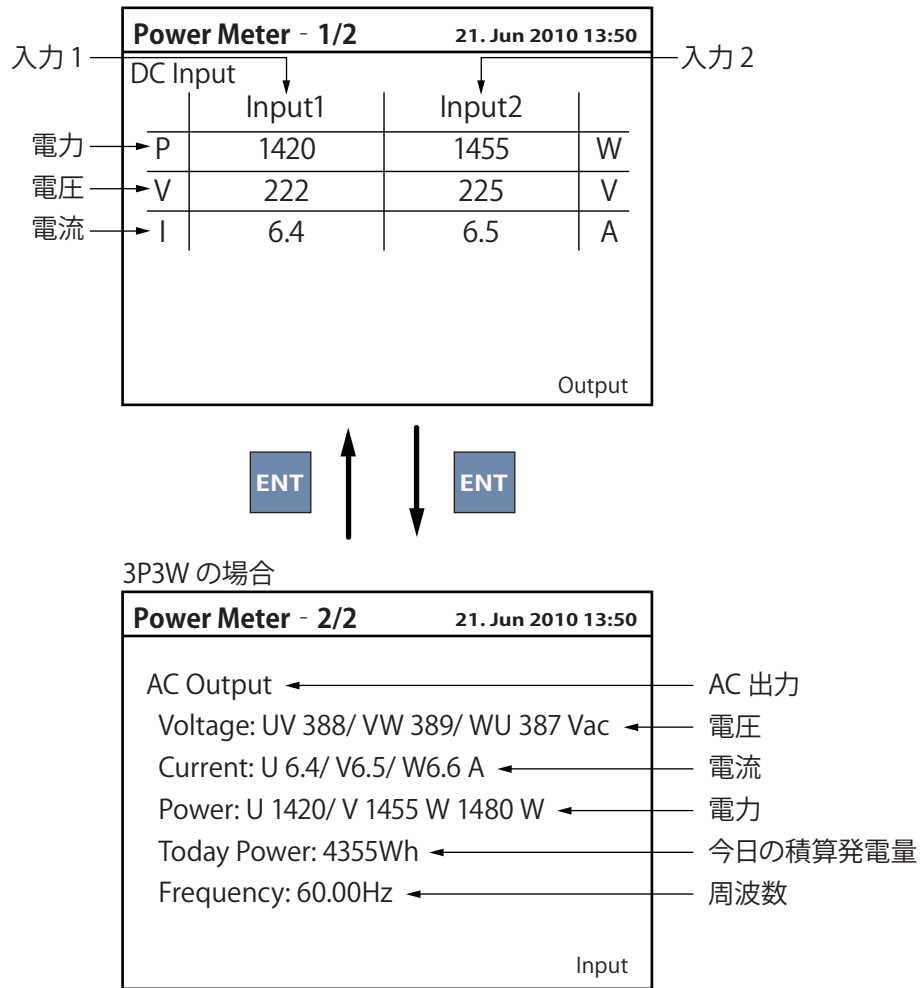 Power Meter - 1/2 21. Jun 2010 13:50
入力 1
入力 2
DC Input
Input1 Input2
電力 P 1420 1455 W
電圧 V 222 225 V
電流 I 6.4 6.5 A
Output
ENT ENT
3P3W の場合
Power Meter - 2/2 21. Jun 2010 13:50
AC Output AC 出力
Voltage: UV 388/ VW 389/ WU 387 Vac 電圧
Current: U 6.4/ V6.5/ W6.6 A 電流
Power: U 1420/ V 1455 W 1480 W 電力
Today Power: 4355Wh 今日の積算発電量
Frequency: 60.00Hz 周波数
Input